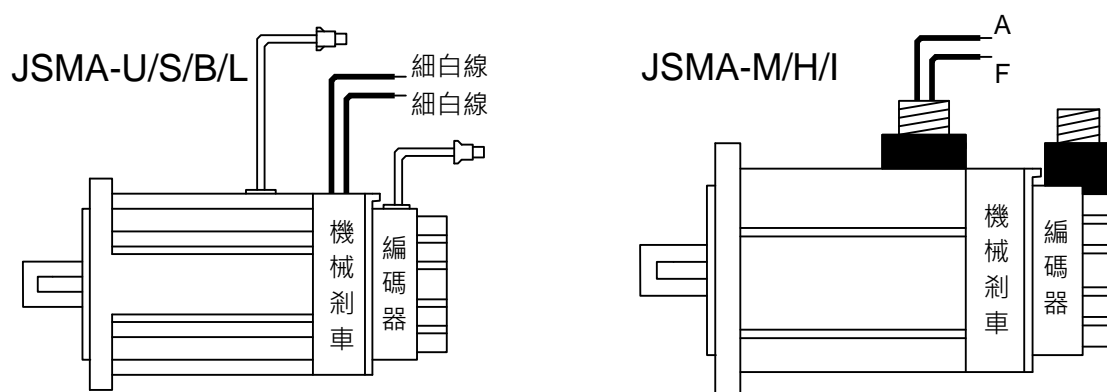 JSMA-U/S/B/L
細白線
細白線
機械剎車
編碼器
JSMA-M/H/I
A
F
機械剎車
編碼器